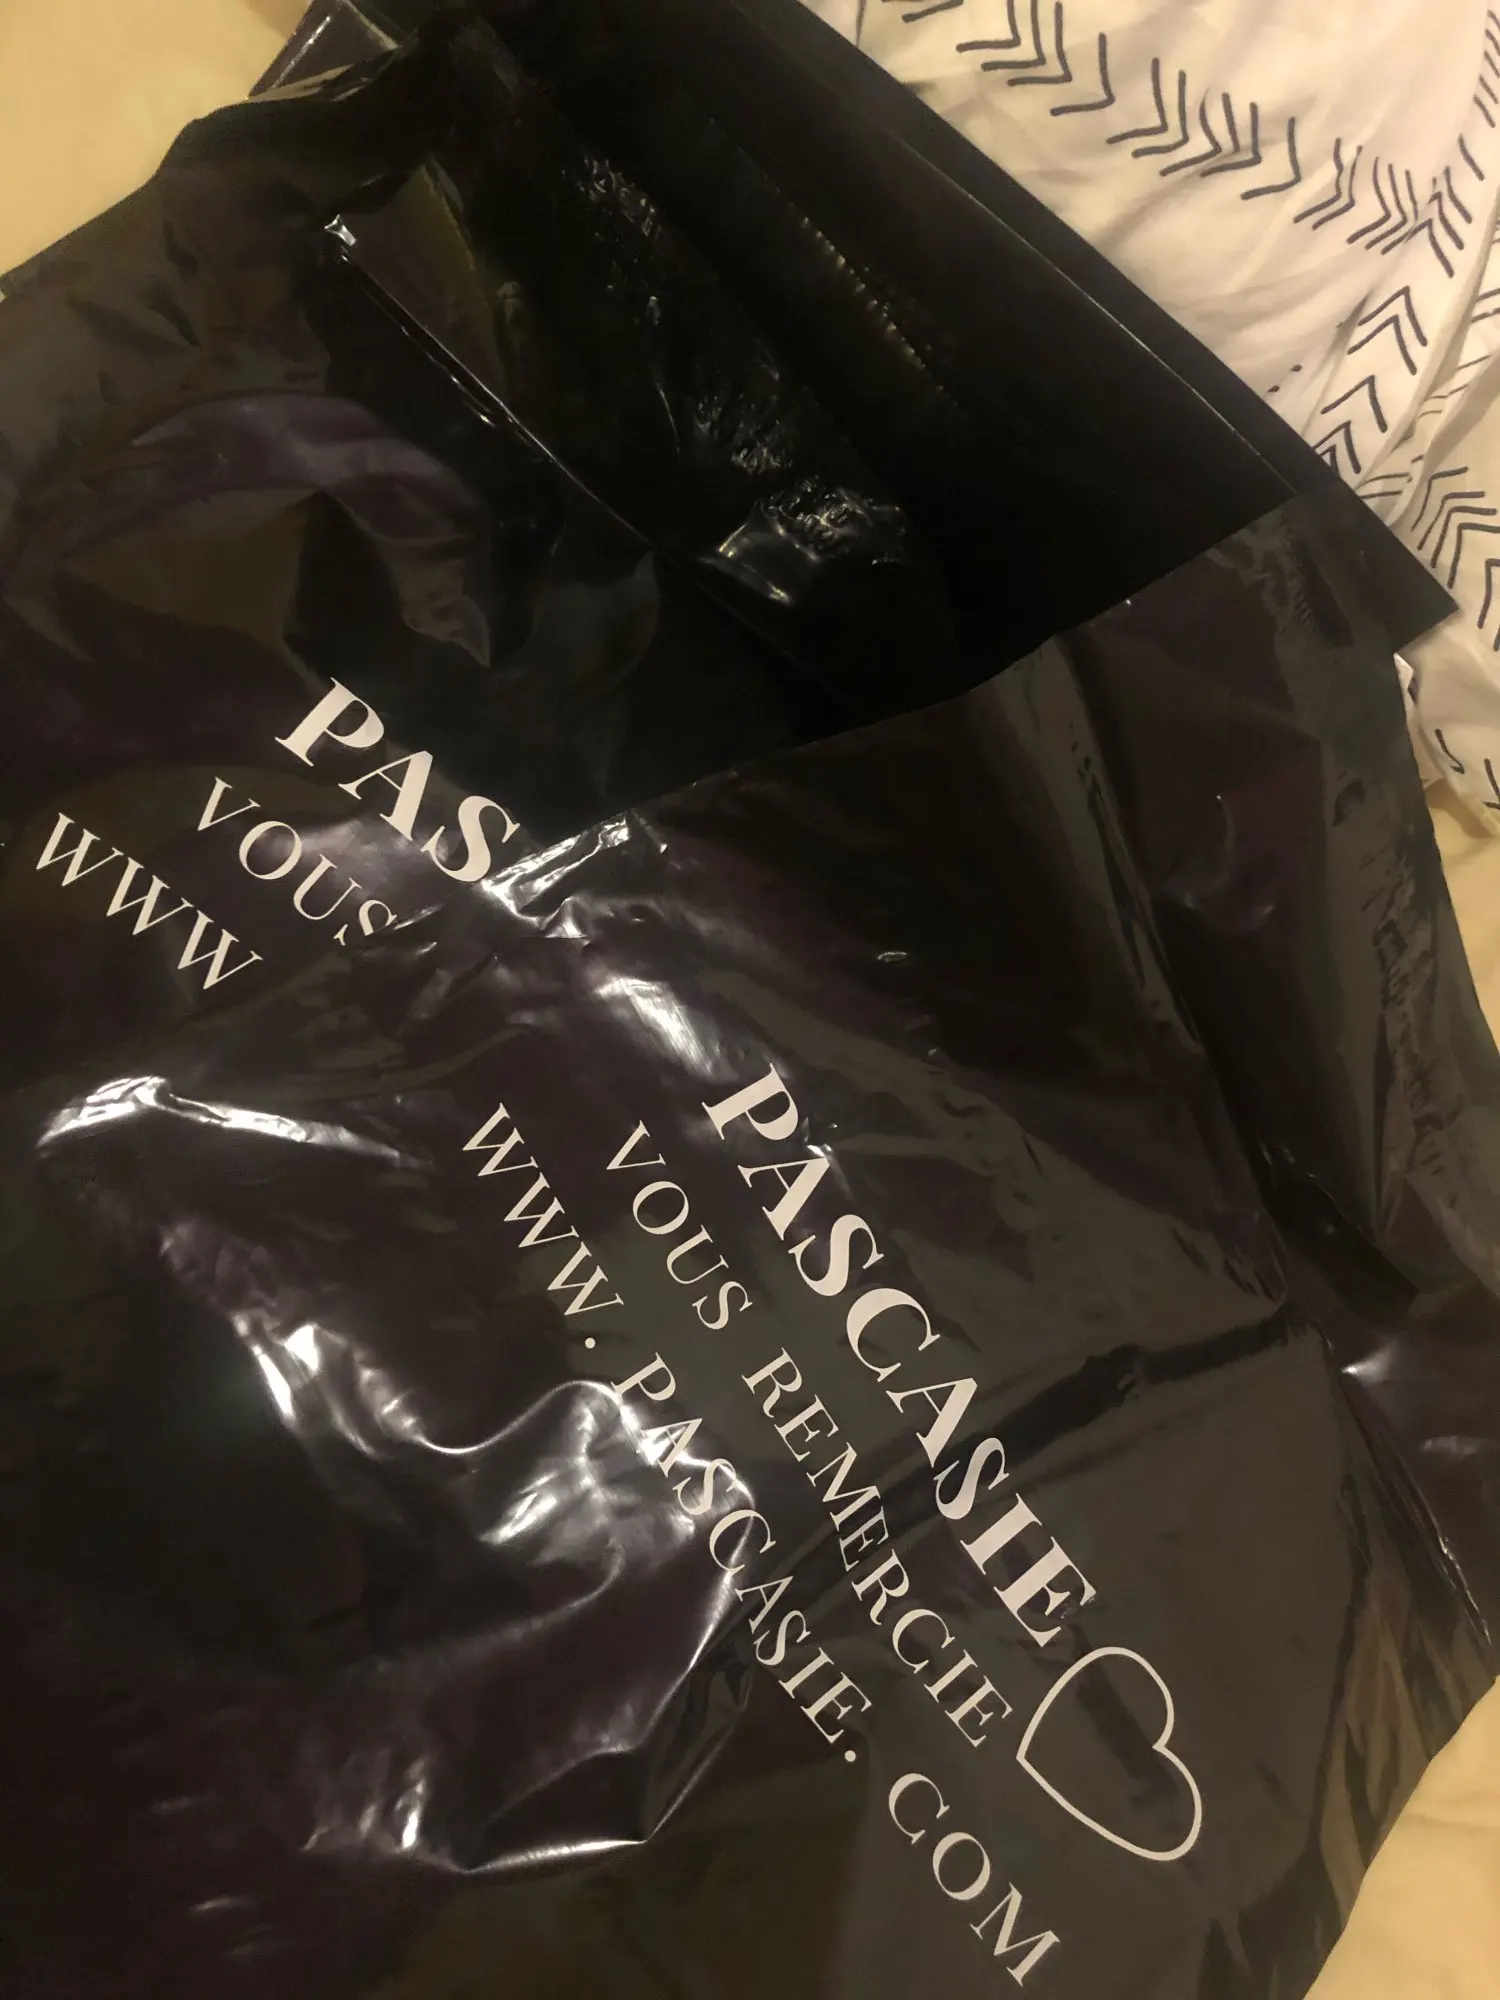 PAS
VOUS
WWW
PASCASIE
VOUS REMERCIE
WWW. PASCASIE. COM